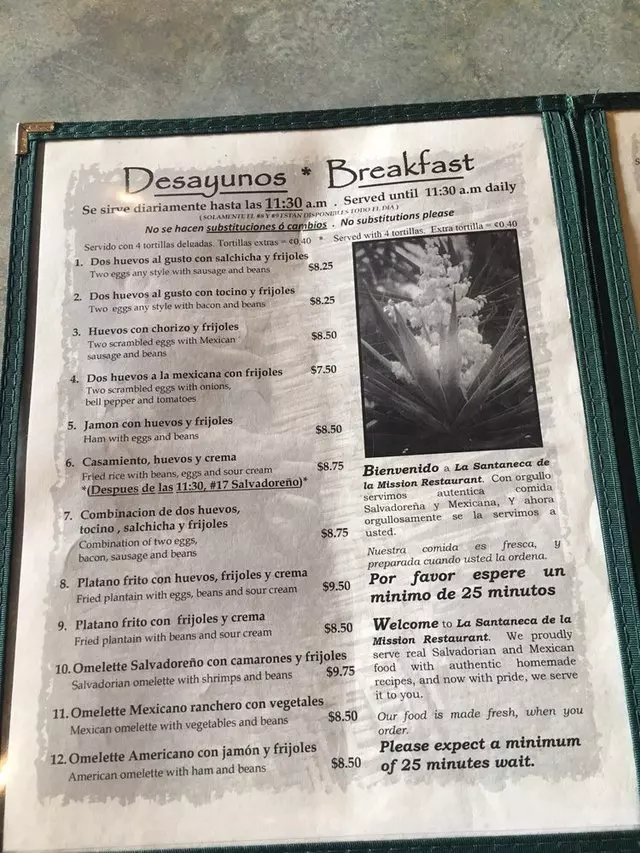 Desayunos * Breakfast
Se sirve diariamente hasta las 11:30 a.m . Served until 11:30 a.m daily
(SOLAMENTE EL #8 Y #9 ESTAN DISPONIBLES TODO EL DIA)
No se hacen substituciones ó cambios . No substitutions please
Servido con 4 tortillas delgadas. Tortillas extras = ¢0.40 * Served with 4 tortillas. Extra tortilla = ¢0.40
1. Dos huevos al gusto con salchicha y frijoles
Two eggs any style with sausage and beans $8.25
2. Dos huevos al gusto con tocino y frijoles
Two eggs any style with bacon and beans $8.25
3. Huevos con chorizo y frijoles $8.50
Two scrambled eggs with Mexican
sausage and beans
4. Dos huevos a la mexicana con frijoles $7.50
Two scrambled eggs with onions,
bell pepper and tomatoes
5. Jamon con huevos y frijoles $8.50
Ham with eggs and beans
6. Casamiento, huevos y crema $8.75
Fried rice with beans, eggs and sour cream
*(Despues de las 11:30, #17 Salvadoreño)*
7. Combinacion de dos huevos,
tocino , salchicha y frijoles $8.75
Combination of two eggs,
bacon, sausage and beans
8. Platano frito con huevos, frijoles y crema $9.50
Fried plantain with eggs, beans and sour cream
9. Platano frito con frijoles y crema $8.50
Fried plantain with beans and sour cream
10. Omelette Salvadoreño con camarones y frijoles
Salvadorian omelette with shrimps and beans $9.75
11. Omelette Mexicano ranchero con vegetales
Mexican omelette with vegetables and beans $8.50
12. Omelette Americano con jamón y frijoles
American omelette with ham and beans $8.50
Bienvenido a La Santaneca de
la Mission Restaurant. Con orgullo
servimos autentica comida
Salvadoreña y Mexicana, Y ahora
orgullosamente se la servimos a
usted.
Nuestra comida es fresca, y
preparada cuando usted la ordena.
Por favor espere un
minimo de 25 minutos
Welcome to La Santaneca de la
Mission Restaurant. We proudly
serve real Salvadorian and Mexican
food with authentic homemade
recipes, and now with pride, we serve
it to you.
Our food is made fresh, when you
order.
Please expect a minimum
of 25 minutes wait.